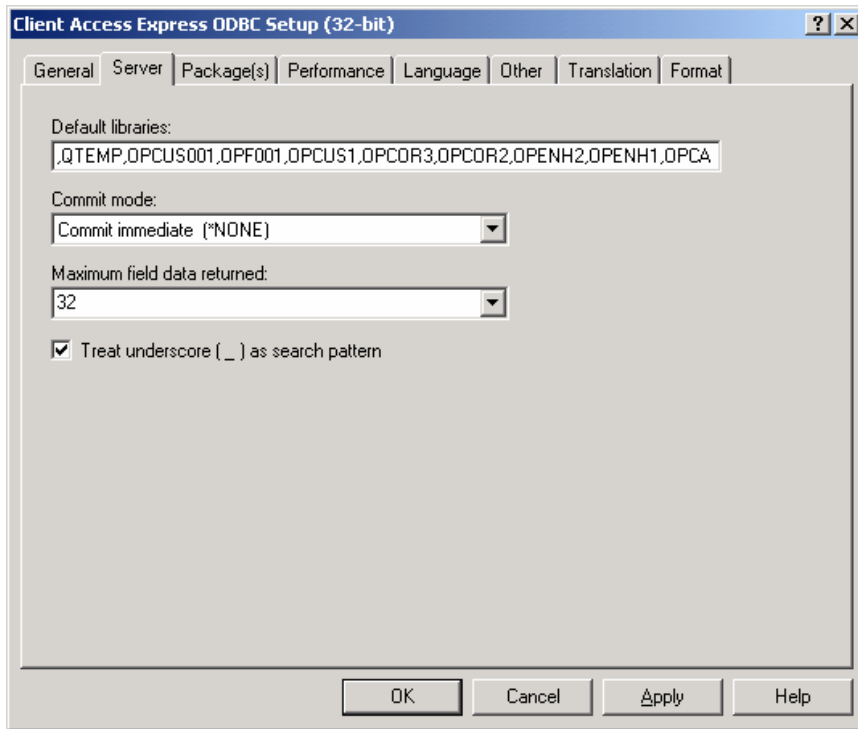 Client Access Express ODBC Setup (32-bit)
General Server Package(s) Performance Language Other Translation Format
Default libraries:
,QTEMP,OPCUS001,OPF001,OPCUS1,OPCOR3,OPCOR2,OPENH2,OPENH1,OPCA
Commit mode:
Commit immediate (*NONE)
Maximum field data returned:
32
Treat underscore ( _ ) as search pattern
OK Cancel Apply Help